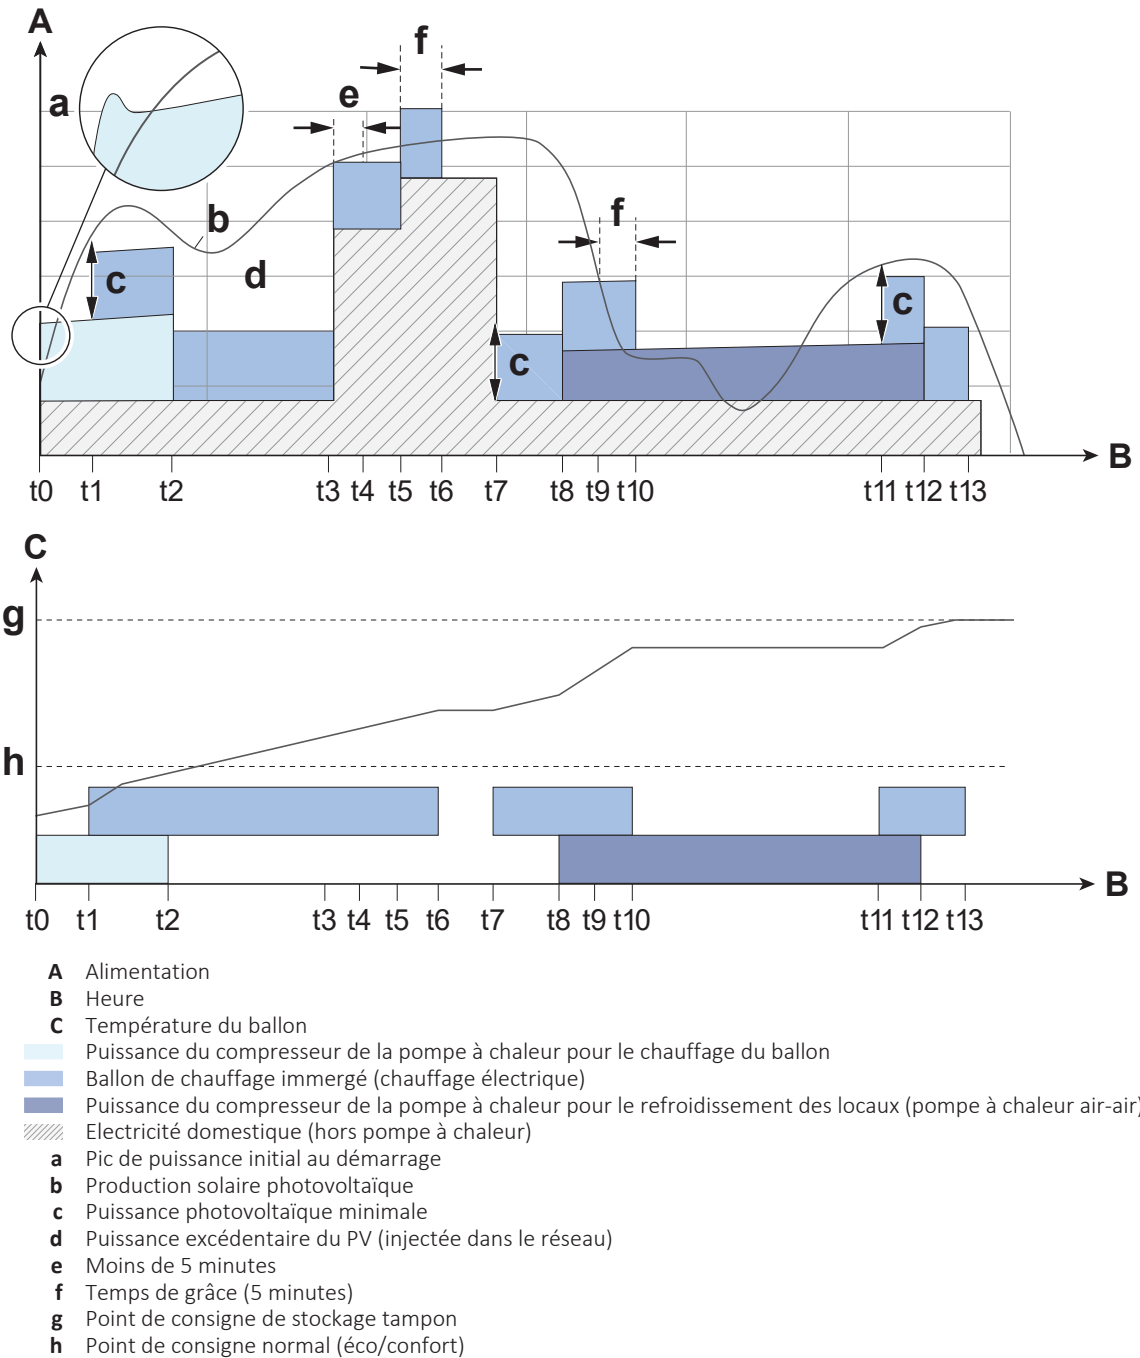 A
f
a
e
b
f
c
d
c
c
B
t0 t1 t2 t3 t4 t5 t6 t7 t8 t9 t10 t11 t12 t13
C
g
h
B
t0 t1 t2 t3 t4 t5 t6 t7 t8 t9 t10 t11 t12 t13
A Alimentation
B Heure
C Température du ballon
Puissance du compresseur de la pompe à chaleur pour le chauffage du ballon
Ballon de chauffage immergé (chauffage électrique)
Puissance du compresseur de la pompe à chaleur pour le refroidissement des locaux (pompe à chaleur air-air)
Electricité domestique (hors pompe à chaleur)
a Pic de puissance initial au démarrage
b Production solaire photovoltaïque
c Puissance photovoltaïque minimale
d Puissance excédentaire du PV (injectée dans le réseau)
e Moins de 5 minutes
f Temps de grâce (5 minutes)
g Point de consigne de stockage tampon
h Point de consigne normal (éco/confort)